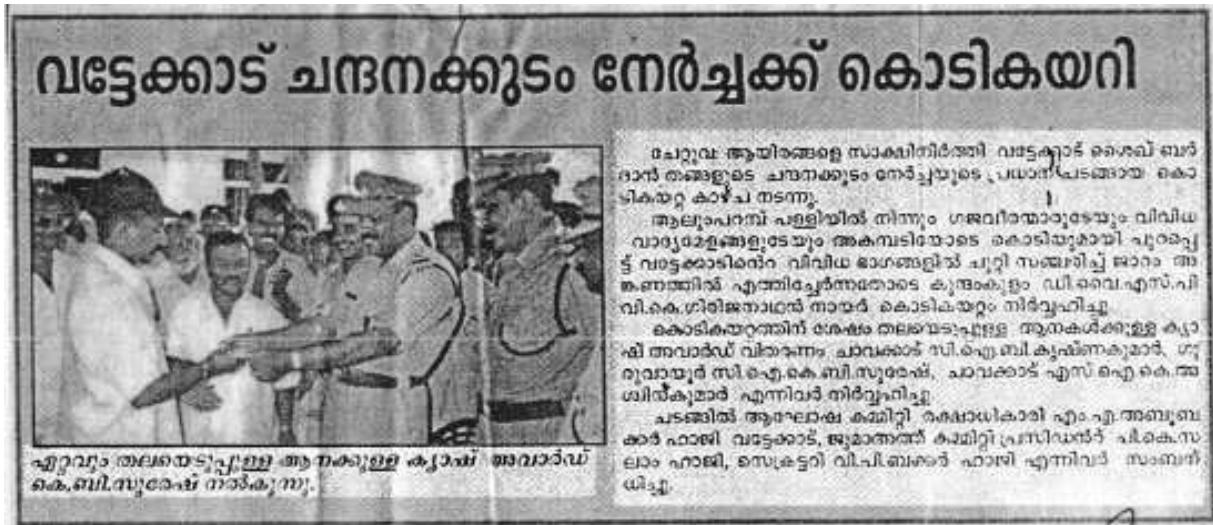 വട്ടേക്കാട് ചന്ദനക്കുടം നേർച്ചക്ക് കൊടികയറി
ചേറ്റുവ: ആയിരങ്ങളെ സാക്ഷിനിർത്തി വട്ടേക്കാട് ശൈഖ് ബർ
ദാൻ തങ്ങളുടെ ചന്ദനക്കുടം നേർച്ചയുടെ പ്രധാന ചടങ്ങായ കൊ
ടികയറ്റ കാഴ്ച നടന്നു.
ആലുംപറമ്പ് പള്ളിയിൽ നിന്നും ഗജവീരന്മാരുടേയും വിവിധ
വാദ്യമേളങ്ങളുടേയും അകമ്പടിയോടെ കൊടിയുമായി പുറപ്പെ
ട്ട് വട്ടേക്കാടിൻെറ വിവിധ ഭാഗങ്ങളിൽ ചുറ്റി സഞ്ചരിച്ച് ജാറം അ
ങ്കണത്തിൽ എത്തിച്ചേർന്നതോടെ കുന്ദംകുളം ഡി.വൈ.എസ്.പി
വി.കെ.ഗിരിജനാഥൻ നായർ കൊടികയറ്റം നിർവ്വഹിച്ചു.
കൊടികയറ്റത്തിന് ശേഷം തലയെടുപ്പുള്ള ആനകൾക്കുള്ള ക്യാ
ഷ് അവാർഡ് വിതരണം ചാവക്കാട് സി.ഐ.ബി.കൃഷ്ണകുമാർ, ഗു
രുവായൂർ സി.ഐ.കെ.ബി.സുരേഷ്, ചാവക്കാട് എസ്.ഐ.കെ.അ
ശ്വിന്കുമാർ എന്നിവർ നിർവ്വഹിച്ചു.
ചടങ്ങിൽ ആഘോഷ കമ്മിറ്റി രക്ഷാധികാരി എം.എ.അബൂബ
ക്കർ ഹാജി വട്ടേക്കാട്, ജുമാഅത്ത് കമ്മിറ്റി പ്രസിഡൻറ് പി.കെ.സ
ലാം ഹാജി, സെക്രട്ടറി വി.പി.ബക്കർ ഹാജി എന്നിവർ സംബന്
ധിച്ചു.
ഏറ്റവും തലയെടുപ്പുള്ള ആനക്കുള്ള ക്യാഷ് അവാർഡ്
കെ.ബി.സുരേഷ് നൽകുന്നു.